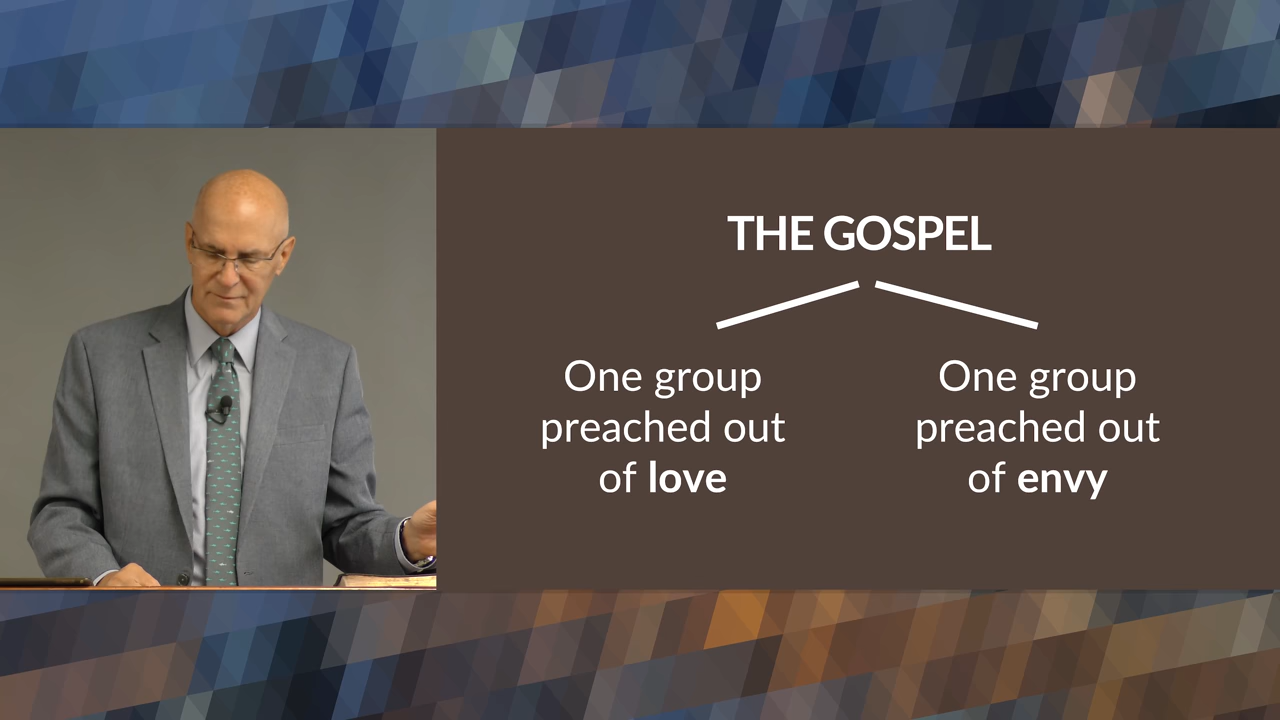 THE GOSPEL
One group
preached out
of love
One group
preached out
of envy